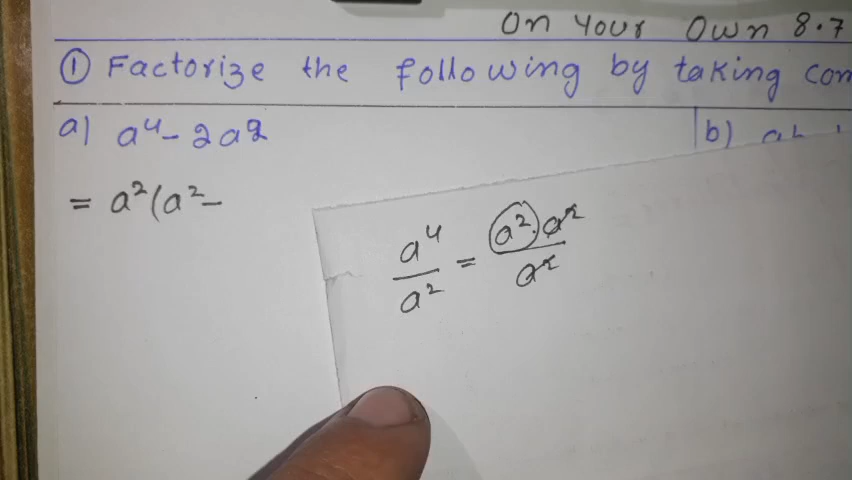 On Your Own 8.7
① Factorize the following by taking com
a) a⁴ - 2a² b)
= a²(a² -
a⁴/a² = a².a²/a²